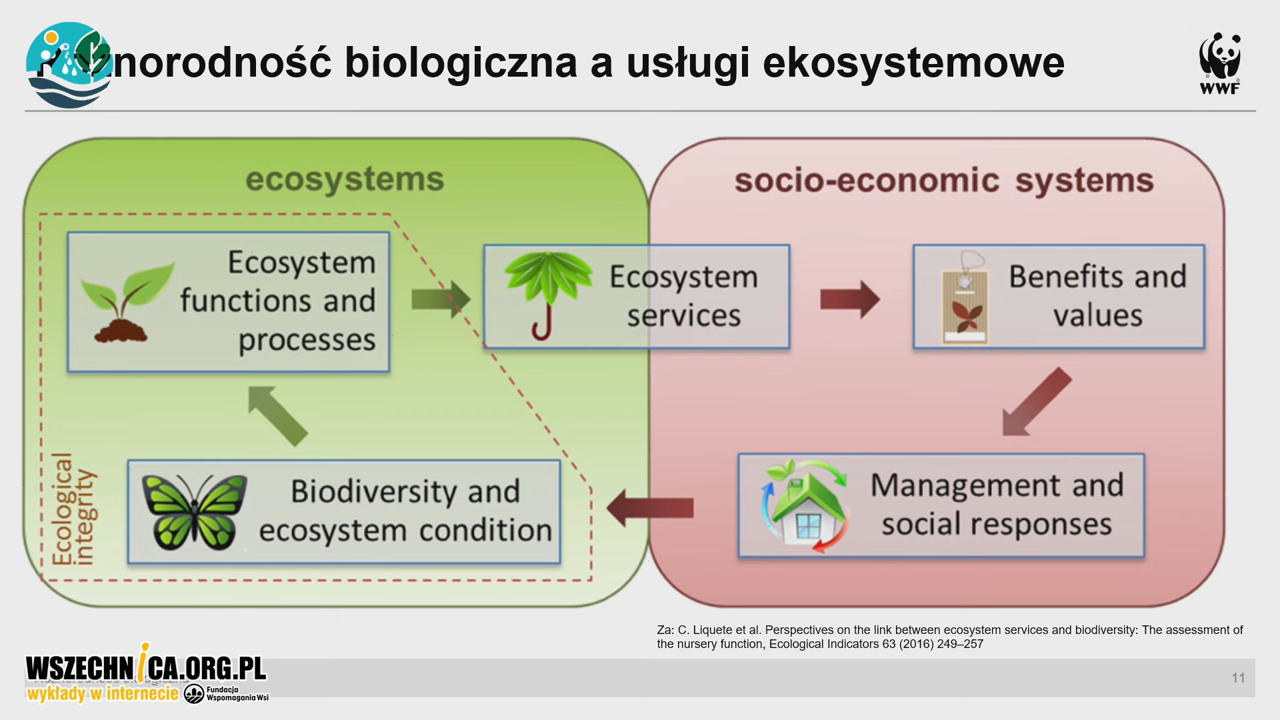 norodność biologiczna a usługi ekosystemowe
WWF
ecosystems
socio-economic systems
Ecosystem
functions and
processes
Ecosystem
services
Benefits and
values
Ecological
integrity
Biodiversity and
ecosystem condition
Management and
social responses
Za: C. Liquete et al. Perspectives on the link between ecosystem services and biodiversity: The assessment of
the nursery function, Ecological Indicators 63 (2016) 249–257
WSZECHNiCA.ORG.PL
wykłady w internecie
Fundacja
Wspomagania Wsi
11